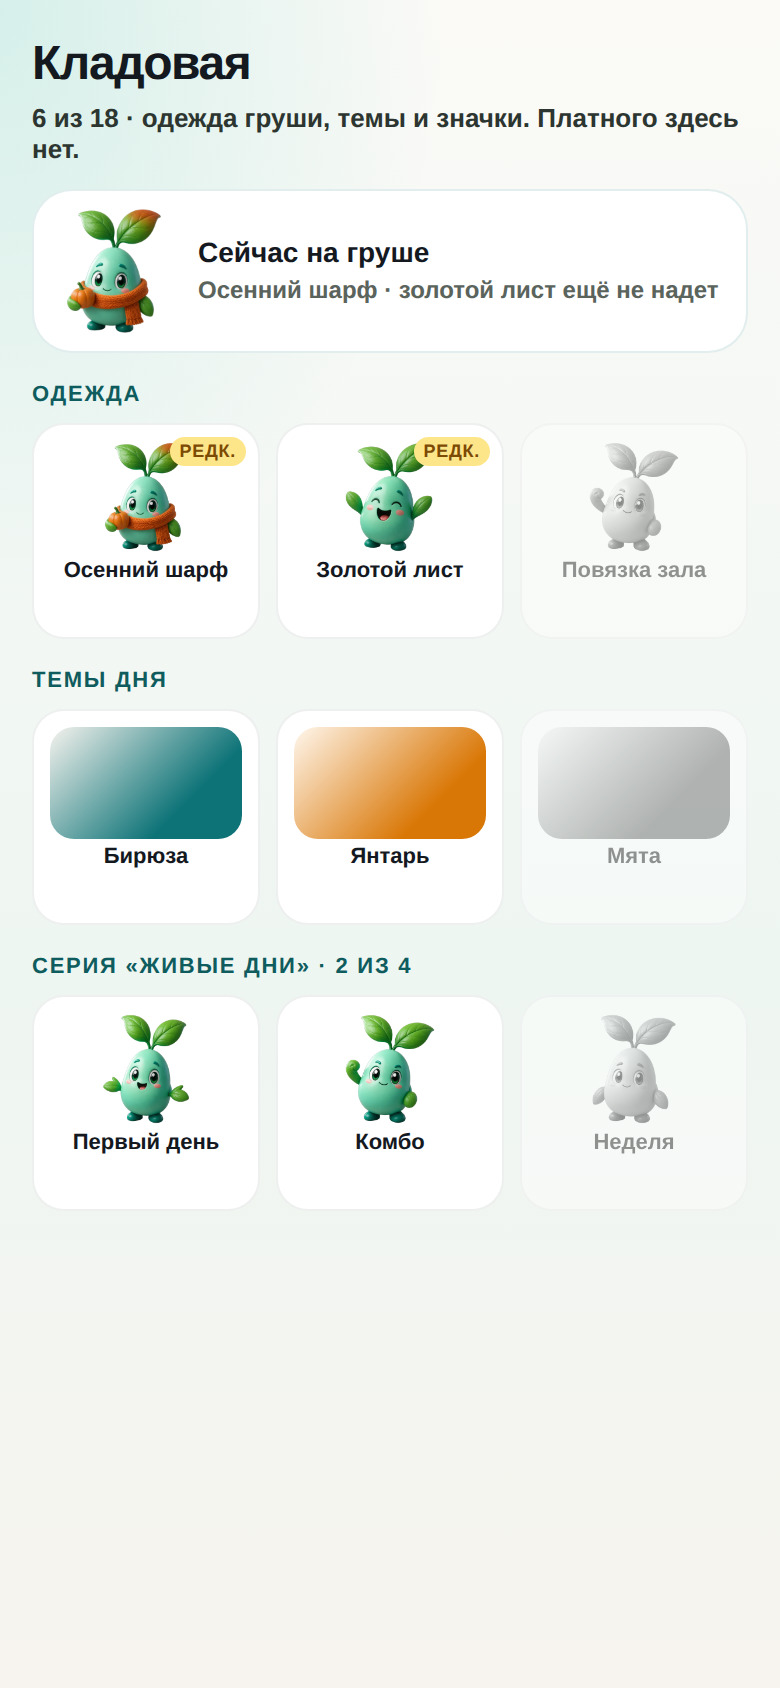 Кладовая
6 из 18 · одежда груши, темы и значки. Платного здесь
нет.
Сейчас на груше
Осенний шарф · золотой лист ещё не надет
ОДЕЖДА
РЕДК.
РЕДК.
Осенний шарф
Золотой лист
Повязка зала
ТЕМЫ ДНЯ
Бирюза
Янтарь
Мята
СЕРИЯ «ЖИВЫЕ ДНИ» · 2 ИЗ 4
Первый день
Комбо
Неделя